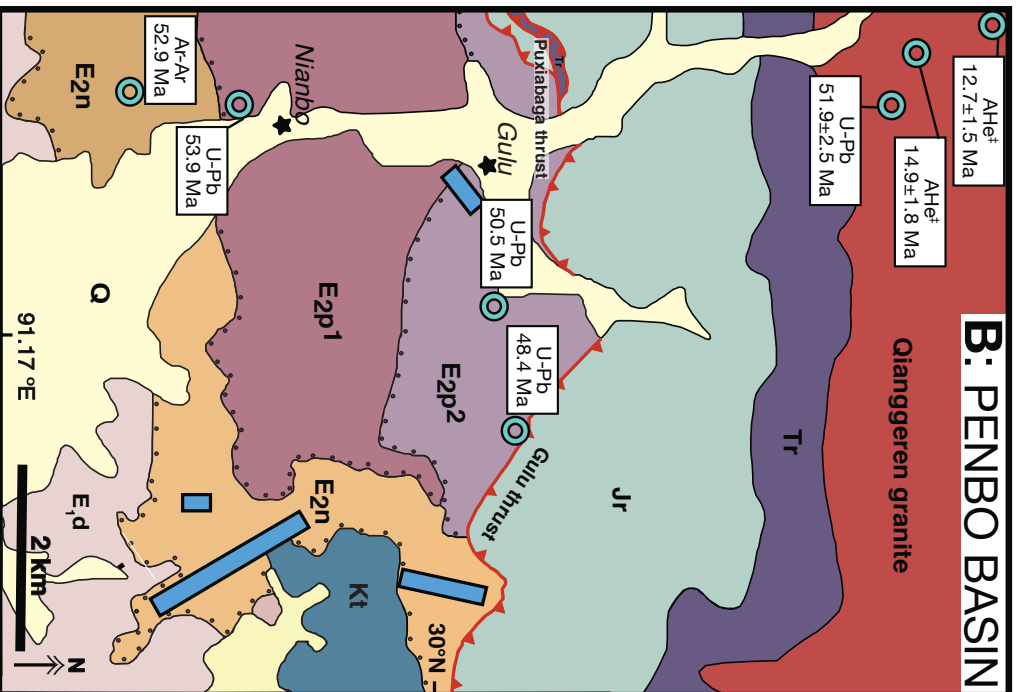 B: PENBO BASIN
AHe‡
12.7±1.5 Ma
AHe‡
14.9±1.8 Ma
U-Pb
51.9±2.5 Ma
Qianggeren granite
Tr
Jr
Tr
Puxiabaga thrust
Gulu
U-Pb
50.5 Ma
U-Pb
48.4 Ma
Gulu thrust
E2p2
30°N
Nianbo
E2p1
E2n
Kt
U-Pb
53.9 Ma
Ar-Ar
52.9 Ma
E2n
Q
E1d
91.17 ºE
2 km
N